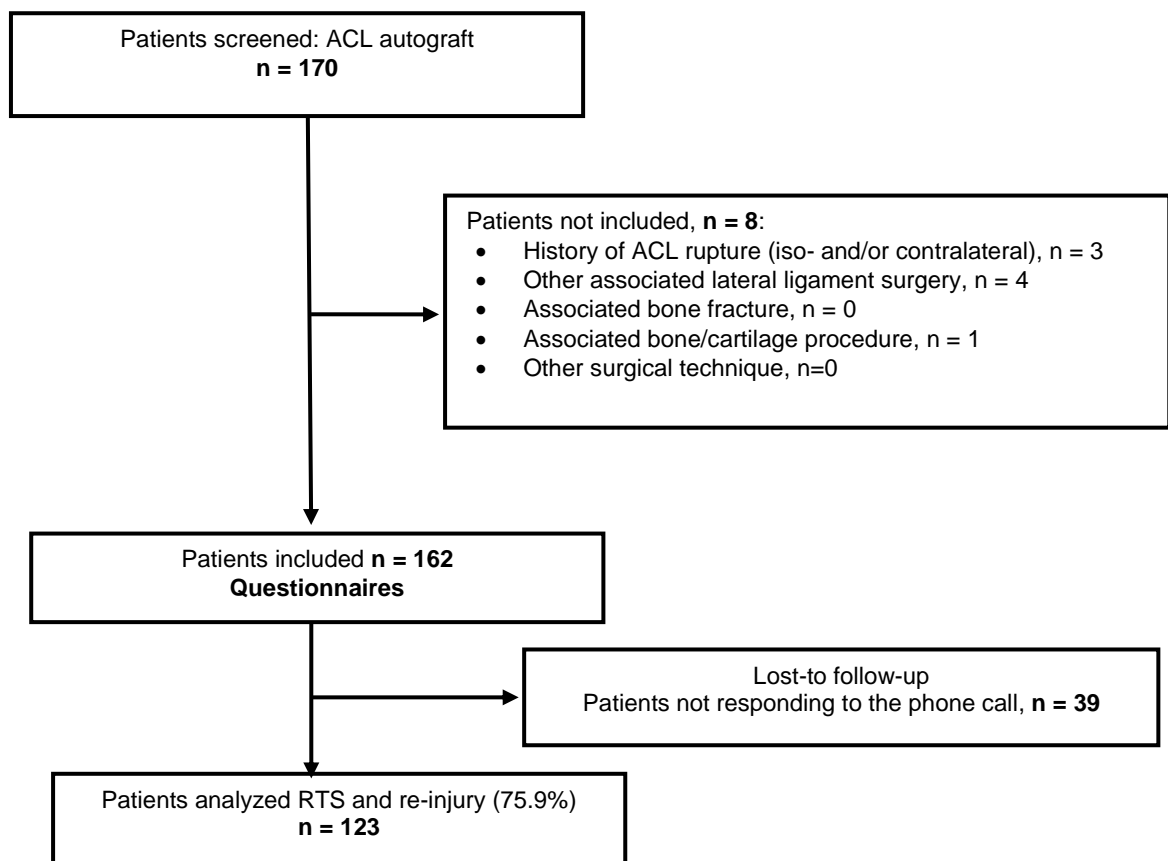 Patients screened: ACL autograft
n = 170
Patients not included, n = 8:
• History of ACL rupture (iso- and/or contralateral), n = 3
• Other associated lateral ligament surgery, n = 4
• Associated bone fracture, n = 0
• Associated bone/cartilage procedure, n = 1
• Other surgical technique, n=0
Patients included n = 162
Questionnaires
Lost-to follow-up
Patients not responding to the phone call, n = 39
Patients analyzed RTS and re-injury (75.9%)
n = 123